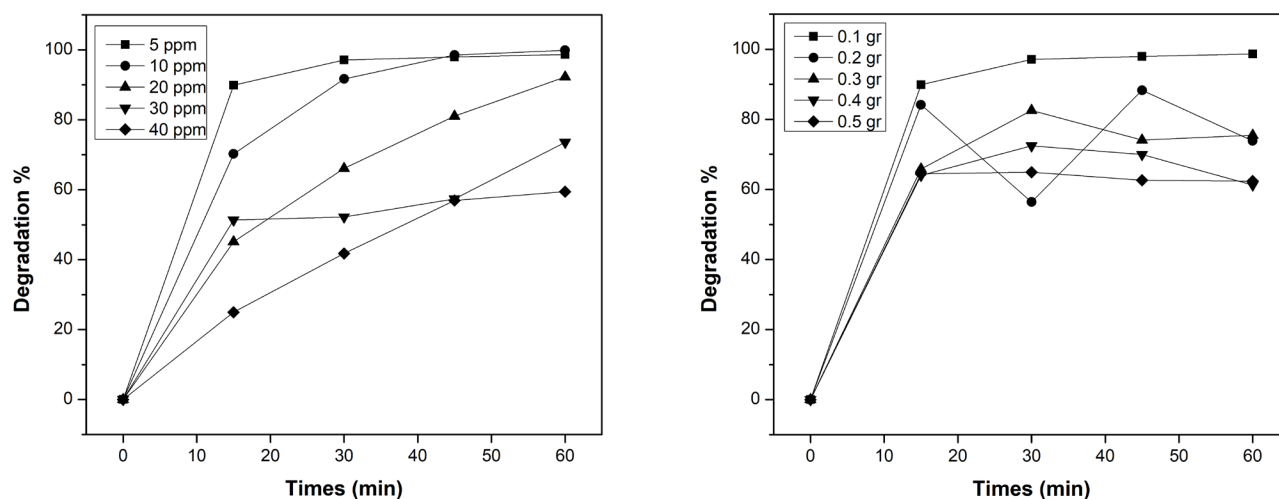 Degradation %
100
80
60
40
20
0
5 ppm
10 ppm
20 ppm
30 ppm
40 ppm
0 10 20 30 40 50 60
Times (min)
Degradation %
100
80
60
40
20
0
0.1 gr
0.2 gr
0.3 gr
0.4 gr
0.5 gr
0 10 20 30 40 50 60
Times (min)